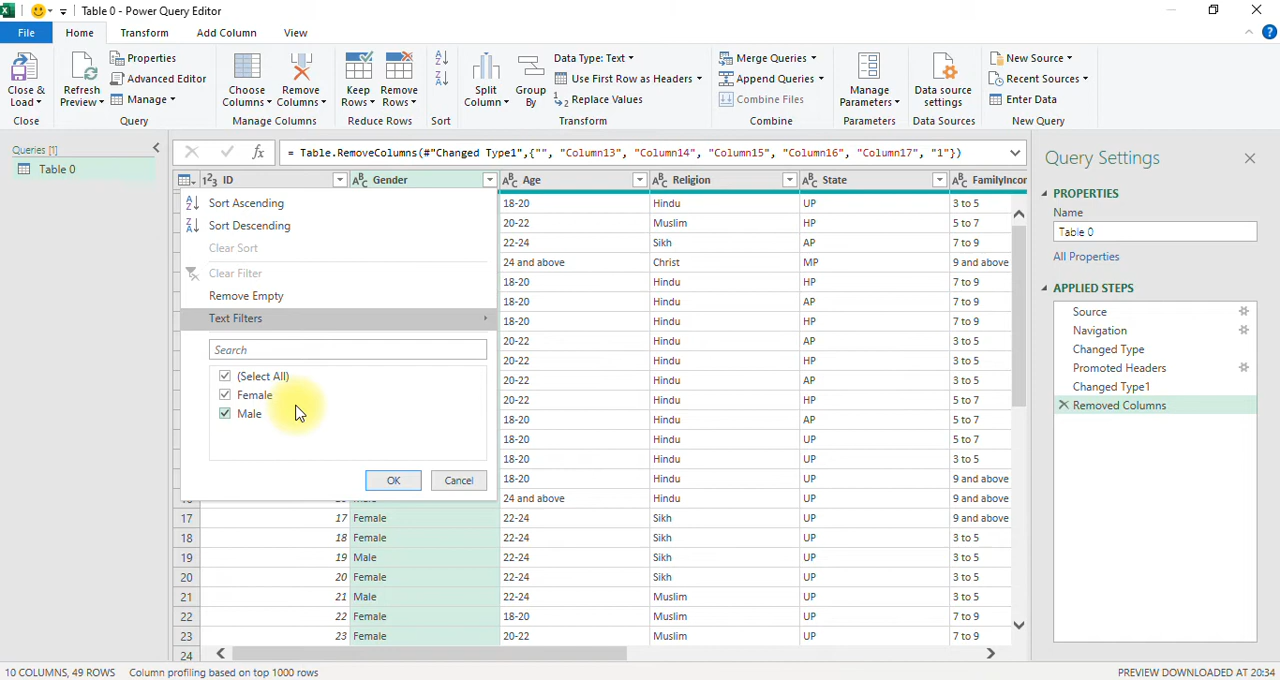 Table 0 - Power Query Editor
File Home Transform Add Column View
Close & Load
Close
Refresh Preview
Properties
Advanced Editor
Manage
Query
Choose Columns
Remove Columns
Manage Columns
Keep Rows
Remove Rows
Reduce Rows
Sort
Split Column
Group By
Data Type: Text
Use First Row as Headers
Replace Values
Transform
Merge Queries
Append Queries
Combine Files
Combine
Manage Parameters
Parameters
Data source settings
Data Sources
New Source
Recent Sources
Enter Data
New Query
Queries [1]
Table 0
= Table.RemoveColumns(#"Changed Type1",{"", "Column13", "Column14", "Column15", "Column16", "Column17", "1"})
ID Gender Age Religion State FamilyIncom
Sort Ascending
Sort Descending
Clear Sort
Clear Filter
Remove Empty
Text Filters
Search
(Select All)
Female
Male
OK Cancel
18-20 Hindu UP 3 to 5
20-22 Muslim HP 5 to 7
22-24 Sikh AP 7 to 9
24 and above Christ MP 9 and above
18-20 Hindu HP 7 to 9
18-20 Hindu AP 7 to 9
18-20 Hindu HP 7 to 9
20-22 Hindu AP 3 to 5
20-22 Hindu HP 3 to 5
20-22 Hindu AP 3 to 5
20-22 Hindu HP 5 to 7
18-20 Hindu AP 5 to 7
18-20 Hindu UP 5 to 7
18-20 Hindu UP 3 to 5
18-20 Hindu UP 9 and above
24 and above Hindu UP 9 and above
17 17 Female 22-24 Sikh UP 9 and above
18 18 Female 22-24 Sikh UP 3 to 5
19 19 Male 22-24 Sikh UP 3 to 5
20 20 Female 22-24 Sikh UP 3 to 5
21 21 Male 22-24 Muslim UP 3 to 5
22 22 Female 18-20 Muslim UP 7 to 9
23 23 Female 20-22 Muslim UP 7 to 9
24
Query Settings
PROPERTIES
Name
Table 0
All Properties
APPLIED STEPS
Source
Navigation
Changed Type
Promoted Headers
Changed Type1
Removed Columns
10 COLUMNS, 49 ROWS Column profiling based on top 1000 rows
PREVIEW DOWNLOADED AT 20:34